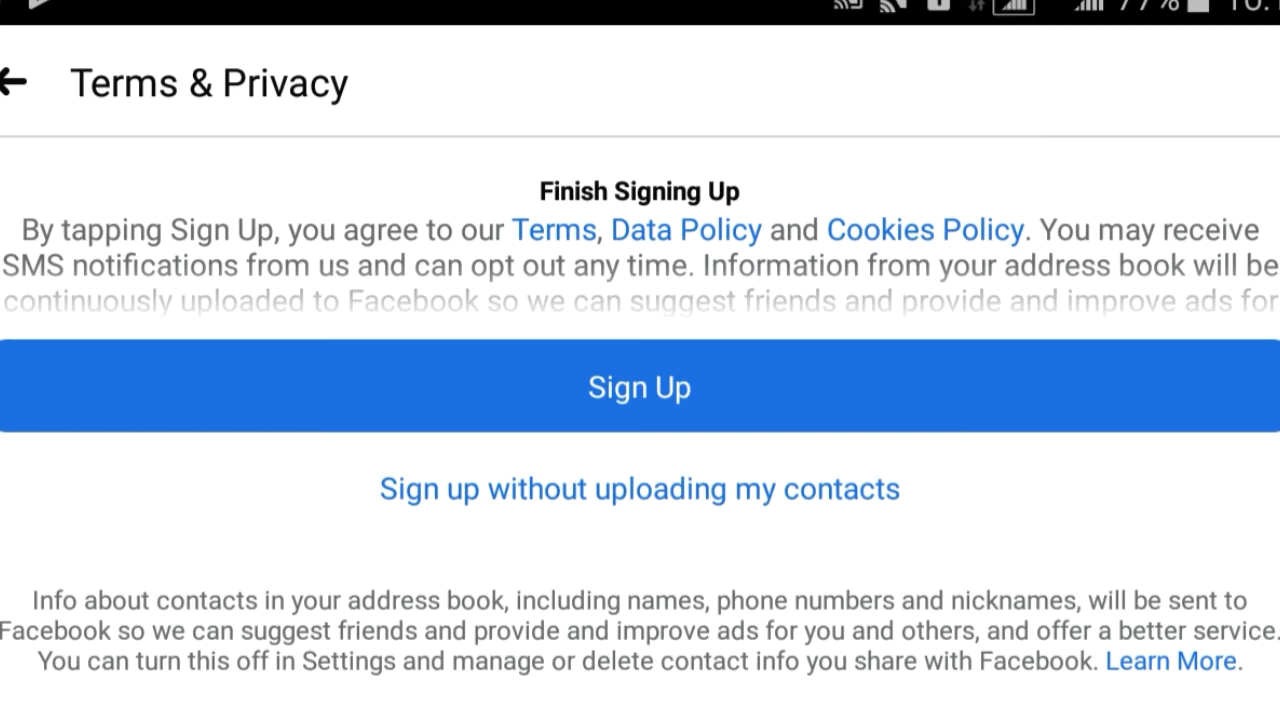 Terms & Privacy
Finish Signing Up
By tapping Sign Up, you agree to our Terms, Data Policy and Cookies Policy. You may receive
SMS notifications from us and can opt out any time. Information from your address book will be
continuously uploaded to Facebook so we can suggest friends and provide and improve ads for
Sign Up
Sign up without uploading my contacts
Info about contacts in your address book, including names, phone numbers and nicknames, will be sent to
Facebook so we can suggest friends and provide and improve ads for you and others, and offer a better service.
You can turn this off in Settings and manage or delete contact info you share with Facebook. Learn More.